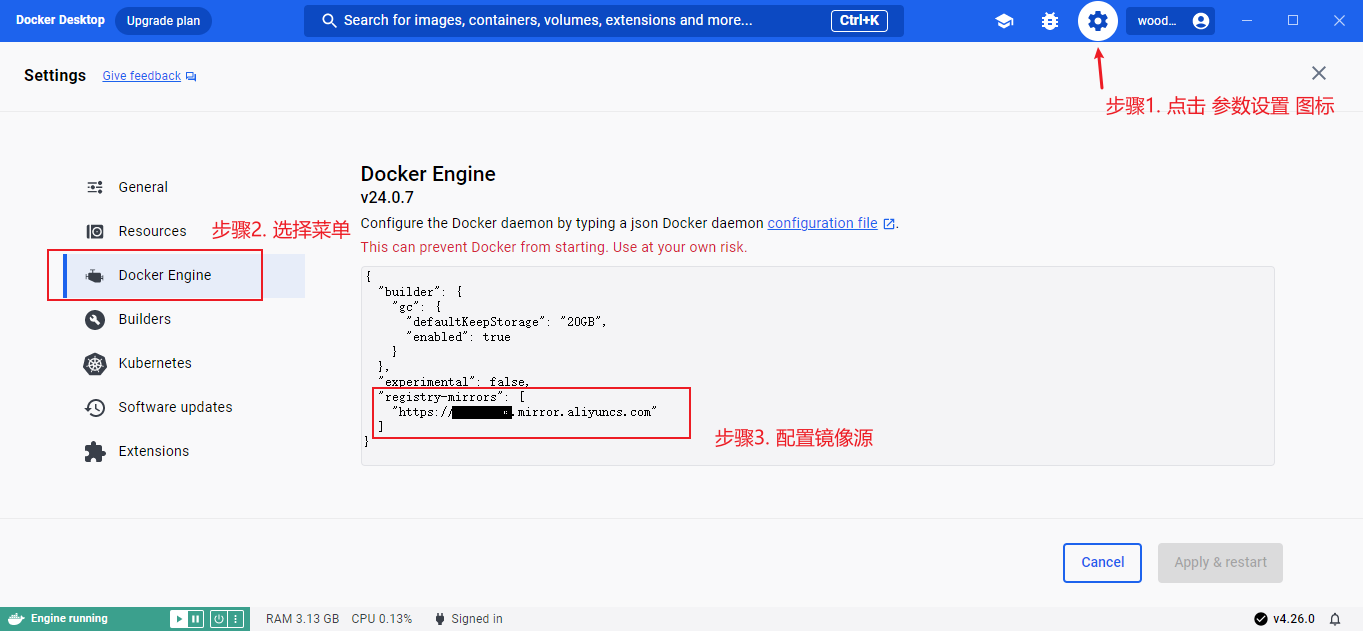 Docker Desktop
Upgrade plan
Search for images, containers, volumes, extensions and more...
Ctrl+K
wood...
Settings
Give feedback
步骤1. 点击 参数设置 图标
General
Resources
步骤2. 选择菜单
Docker Engine
Builders
Kubernetes
Software updates
Extensions
Docker Engine
v24.0.7
Configure the Docker daemon by typing a json Docker daemon configuration file .
This can prevent Docker from starting. Use at your own risk.
{
"builder": {
"gc": {
"defaultKeepStorage": "20GB",
"enabled": true
}
},
"experimental": false,
"registry-mirrors": [
"https://.mirror.aliyuncs.com"
]
}
步骤3. 配置镜像源
Cancel
Apply & restart
Engine running
RAM 3.13 GB CPU 0.13%
Signed in
v4.26.0